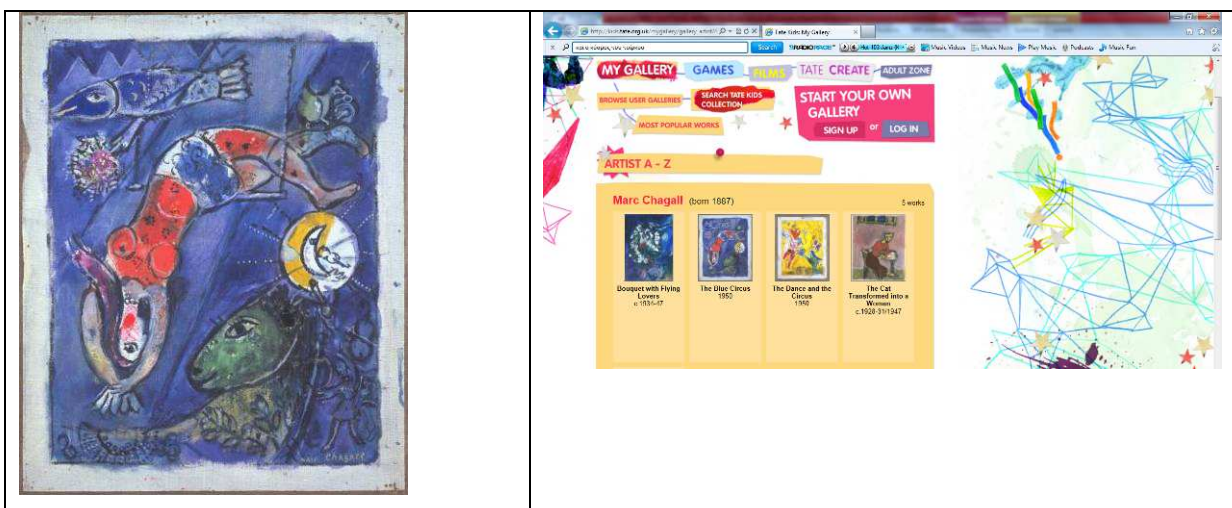 MARC CHAGALL
Tate Kids: My Gallery
Search
Music Videos
Music News
Play Music
Podcasts
Music Fun
MY GALLERY
GAMES
FILMS
TATE CREATE
ADULT ZONE
BROWSE USER GALLERIES
SEARCH TATE KIDS
COLLECTION
MOST POPULAR WORKS
START YOUR OWN
GALLERY
SIGN UP or LOG IN
ARTIST A - Z
Marc Chagall (born 1887)
5 works
Bouquet with Flying
Lovers
c.1934-47
The Blue Circus
1950
The Dance and the
Circus
1950
The Cat
Transformed into a
Woman
c.1928-31/1947